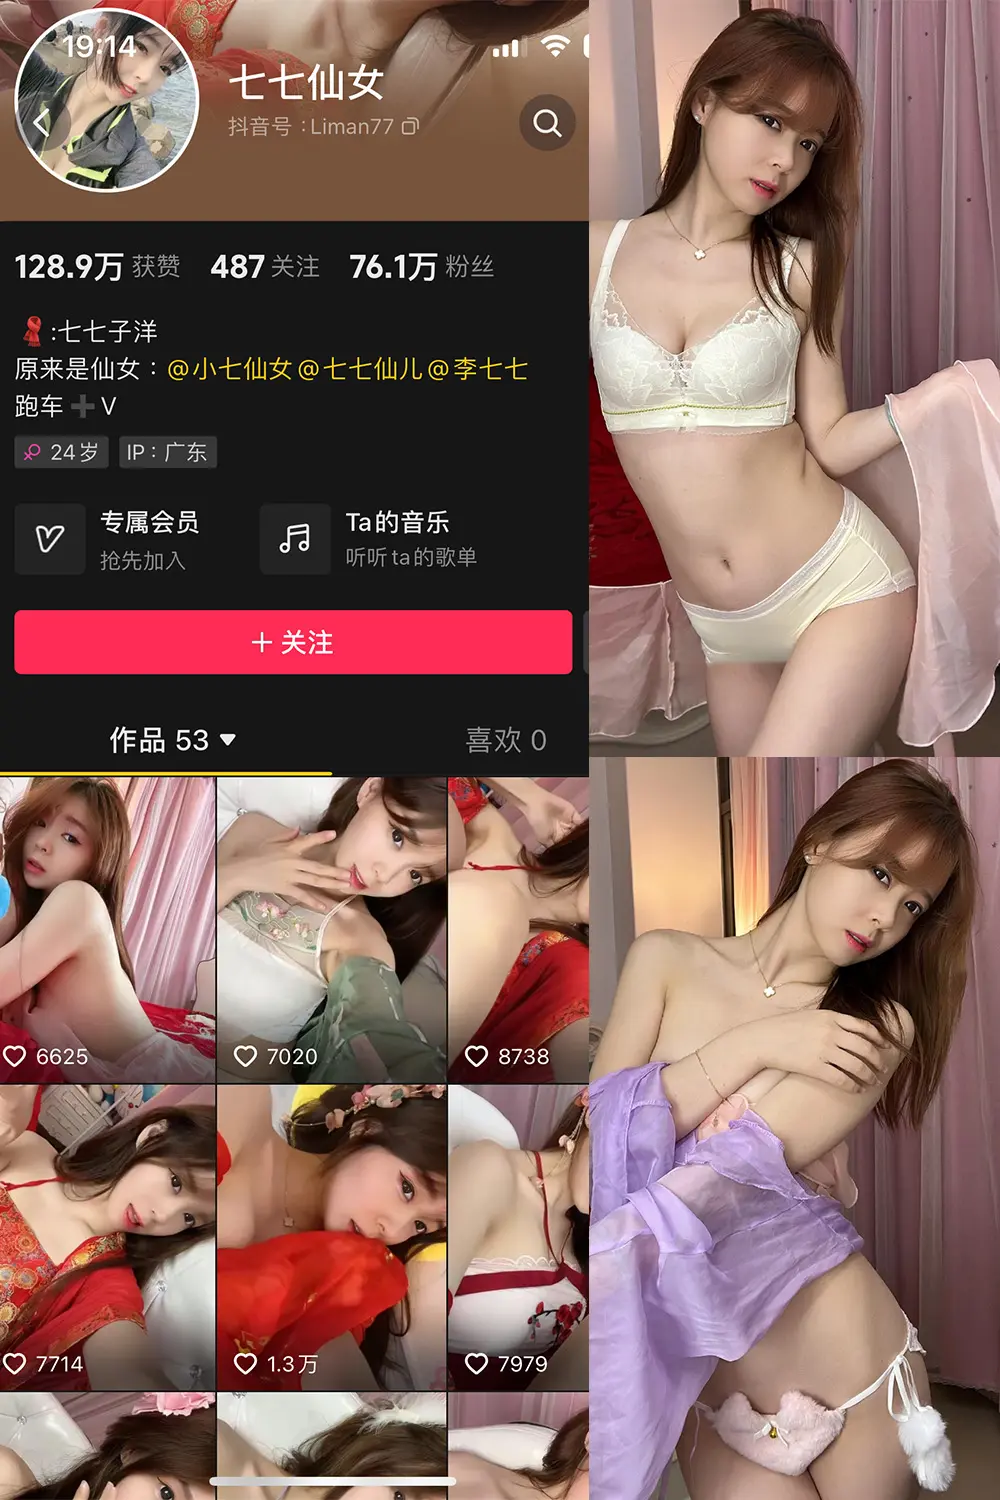 19:14
七七仙女
抖音号：Liman77
128.9万 获赞 487 关注 76.1万 粉丝
:七七子洋
原来是仙女：@小七仙女@七七仙儿@李七七
跑车➕V
24岁 IP：广东
专属会员
抢先加入
Ta的音乐
听听ta的歌单
＋关注
作品 53 喜欢 0
6625 7020 8738
7714 1.3万 7979